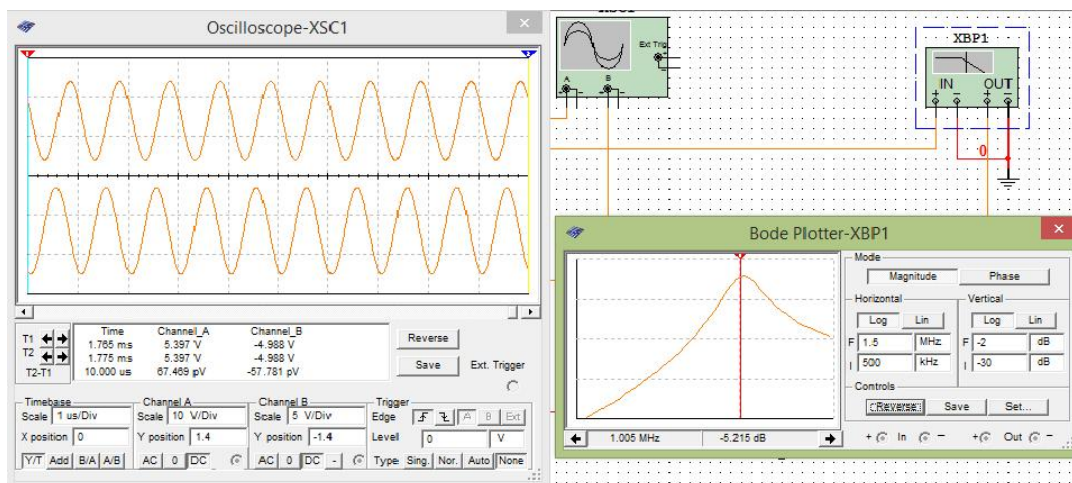 Oscilloscope-XSC1
T1
T2
T2-T1
Time Channel_A Channel_B
1.765 ms 5.397 V -4.988 V
1.775 ms 5.397 V -4.988 V
10.000 us 67.469 pV -57.781 pV
Reverse
Save
Ext. Trigger
Timebase
Scale 1 us/Div
X position 0
Y/T Add B/A A/B
Channel A
Scale 10 V/Div
Y position 1.4
AC 0 DC
Channel B
Scale 5 V/Div
Y position -1.4
AC 0 DC -
Trigger
Edge A B Ext
Level 0 V
Type Sing. Nor. Auto None
Ext Trig
+
-
A B
XBP1
IN OUT
0
Bode Plotter-XBP1
Mode
Magnitude Phase
Horizontal
Log Lin
F 1.5 MHz
I 500 kHz
Vertical
Log Lin
F -2 dB
I -30 dB
Controls
Reverse Save Set...
1.005 MHz -5.215 dB
+ In - + Out -